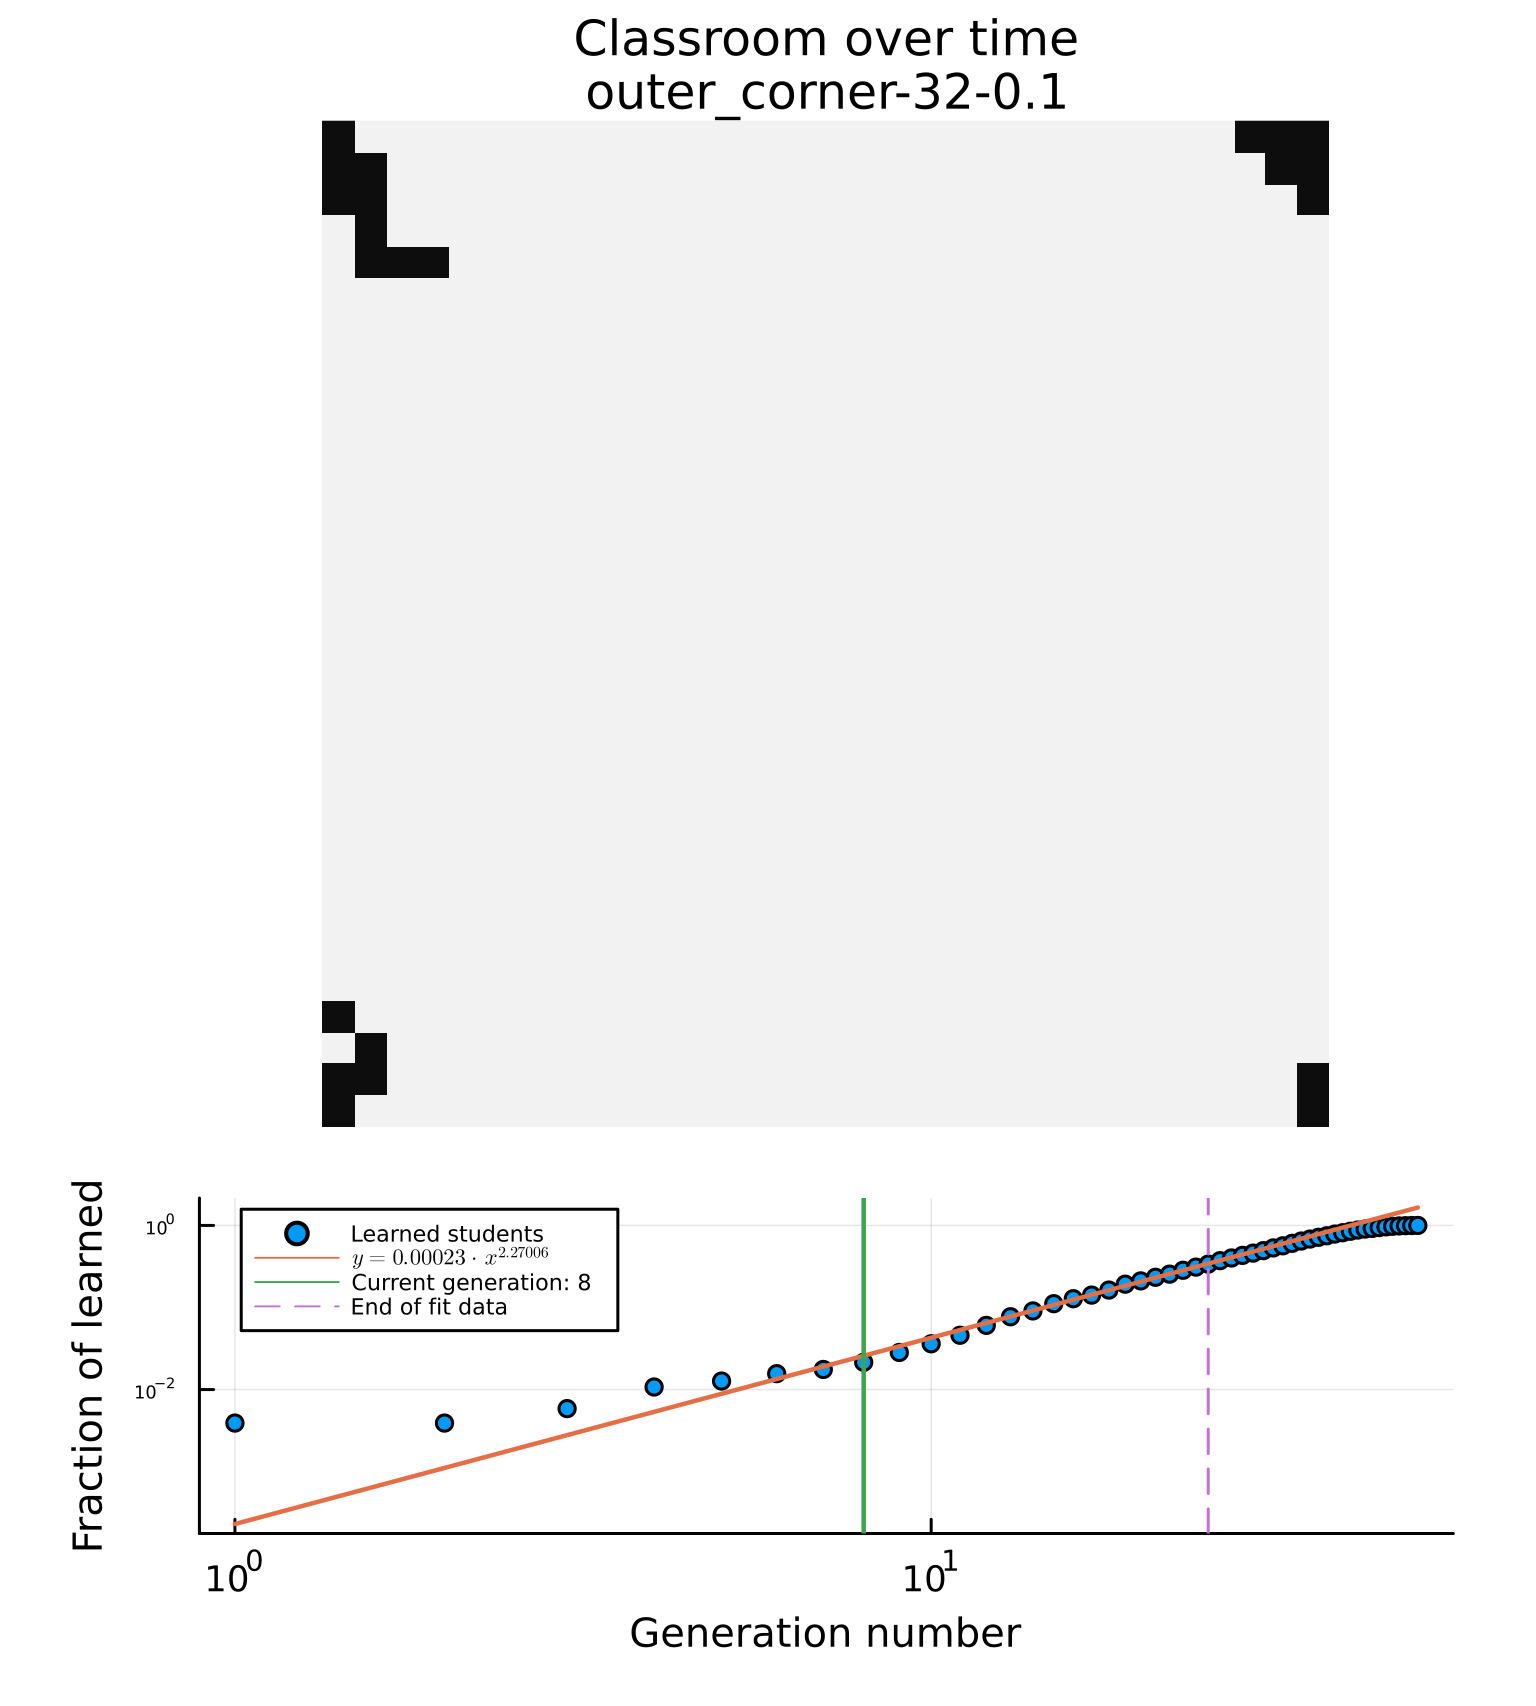 Classroom over time
outer_corner-32-0.1
Fraction of learned
10^0
10^−2
Learned students
y = 0.00023 · x^2.27006
Current generation: 8
End of fit data
10^0
10^1
Generation number